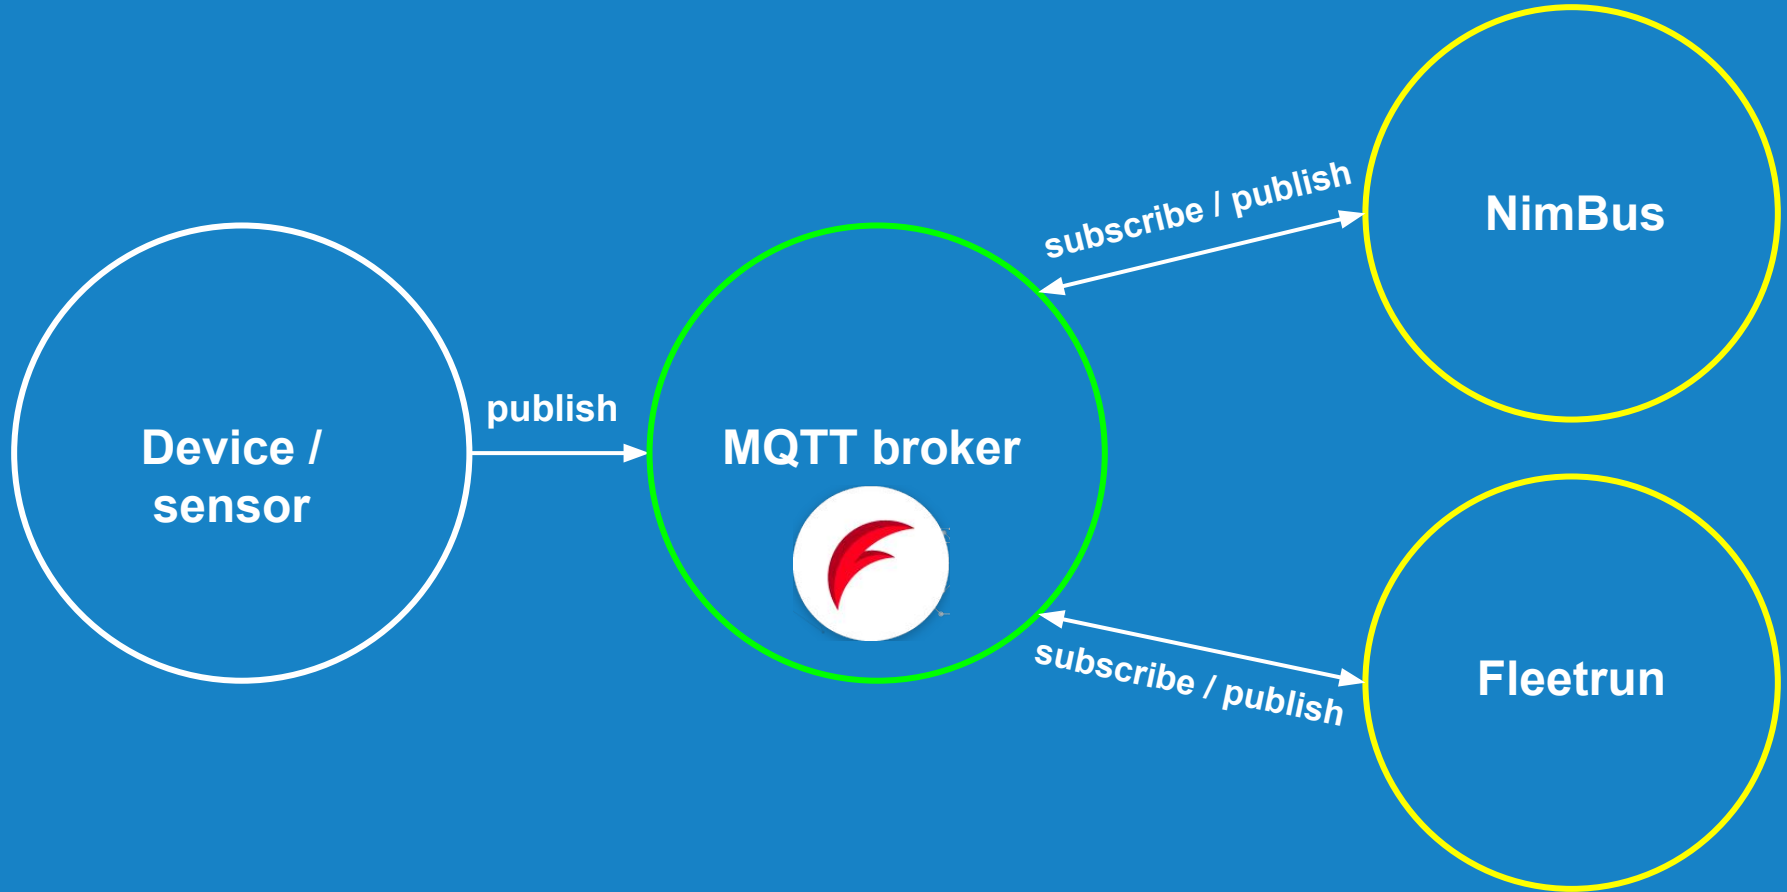 Device /
sensor
publish
MQTT broker
subscribe / publish
NimBus
subscribe / publish
Fleetrun